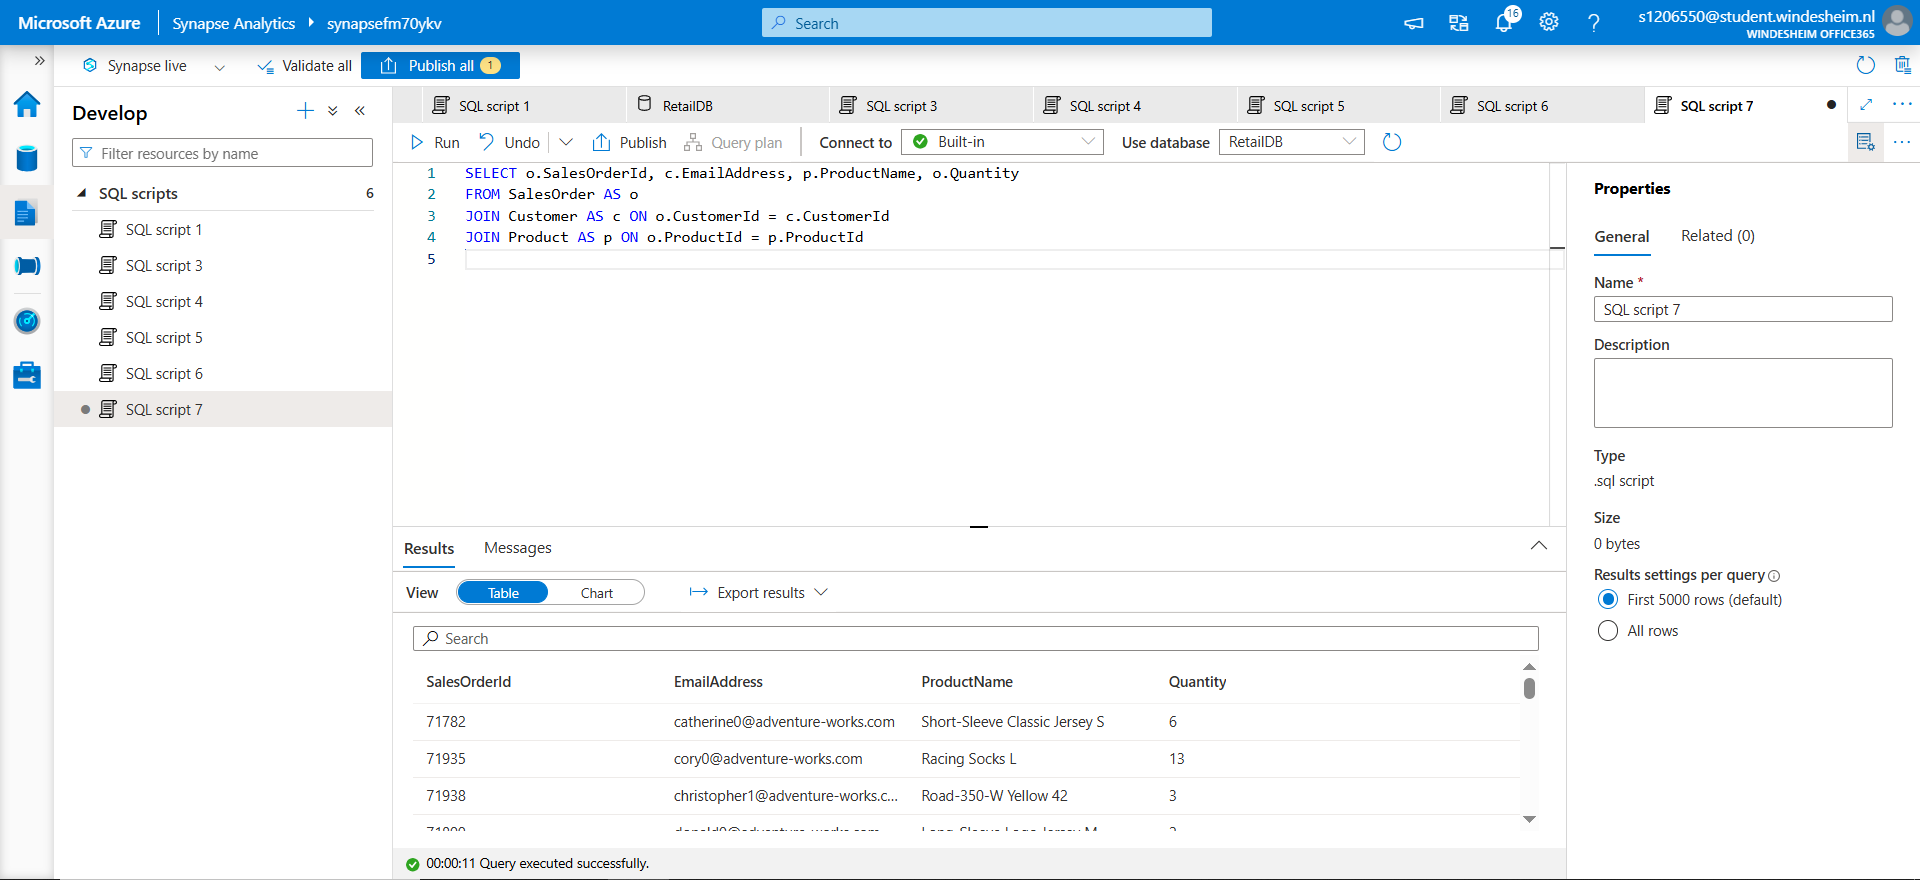 Microsoft Azure
Synapse Analytics
synapsefm70ykv
Search
16
s1206550@student.windesheim.nl
WINDESHEIM OFFICE365
Synapse live
Validate all
Publish all
1
Develop
Filter resources by name
SQL scripts
6
SQL script 1
SQL script 3
SQL script 4
SQL script 5
SQL script 6
SQL script 7
SQL script 1
RetailDB
SQL script 3
SQL script 4
SQL script 5
SQL script 6
SQL script 7
Run
Undo
Publish
Query plan
Connect to
Built-in
Use database
RetailDB
1 SELECT o.SalesOrderId, c.EmailAddress, p.ProductName, o.Quantity
2 FROM SalesOrder AS o
3 JOIN Customer AS c ON o.CustomerId = c.CustomerId
4 JOIN Product AS p ON o.ProductId = p.ProductId
5
Results
Messages
View
Table
Chart
Export results
Search
SalesOrderId EmailAddress ProductName Quantity
71782 catherine0@adventure-works.com Short-Sleeve Classic Jersey S 6
71935 cory0@adventure-works.com Racing Socks L 13
71938 christopher1@adventure-works.c... Road-350-W Yellow 42 3
00:00:11 Query executed successfully.
Properties
General
Related (0)
Name *
SQL script 7
Description
Type
.sql script
Size
0 bytes
Results settings per query
First 5000 rows (default)
All rows